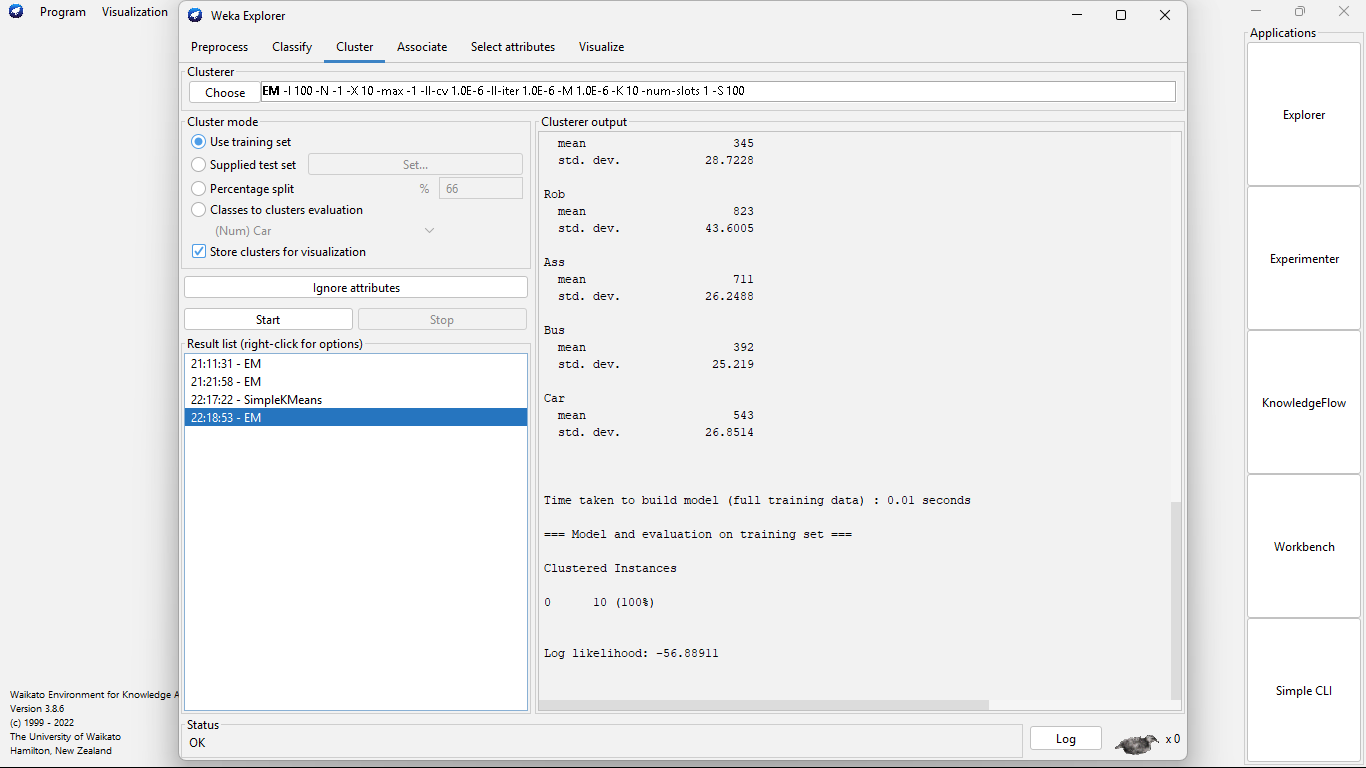 Program Visualization
Weka Explorer
Preprocess Classify Cluster Associate Select attributes Visualize
Clusterer
Choose EM -I 100 -N -1 -X 10 -max -1 -ll-cv 1.0E-6 -ll-iter 1.0E-6 -M 1.0E-6 -K 10 -num-slots 1 -S 100
Cluster mode
Use training set
Supplied test set Set...
Percentage split % 66
Classes to clusters evaluation
(Num) Car
Store clusters for visualization
Ignore attributes
Start Stop
Result list (right-click for options)
21:11:31 - EM
21:21:58 - EM
22:17:22 - SimpleKMeans
22:18:53 - EM
Clusterer output
mean 345
std. dev. 28.7228
Rob
mean 823
std. dev. 43.6005
Ass
mean 711
std. dev. 26.2488
Bus
mean 392
std. dev. 25.219
Car
mean 543
std. dev. 26.8514
Time taken to build model (full training data) : 0.01 seconds
=== Model and evaluation on training set ===
Clustered Instances
0 10 (100%)
Log likelihood: -56.88911
Status
OK
Log
x 0
Applications
Explorer
Experimenter
KnowledgeFlow
Workbench
Simple CLI
Waikato Environment for Knowledge A
Version 3.8.6
(c) 1999 - 2022
The University of Waikato
Hamilton, New Zealand